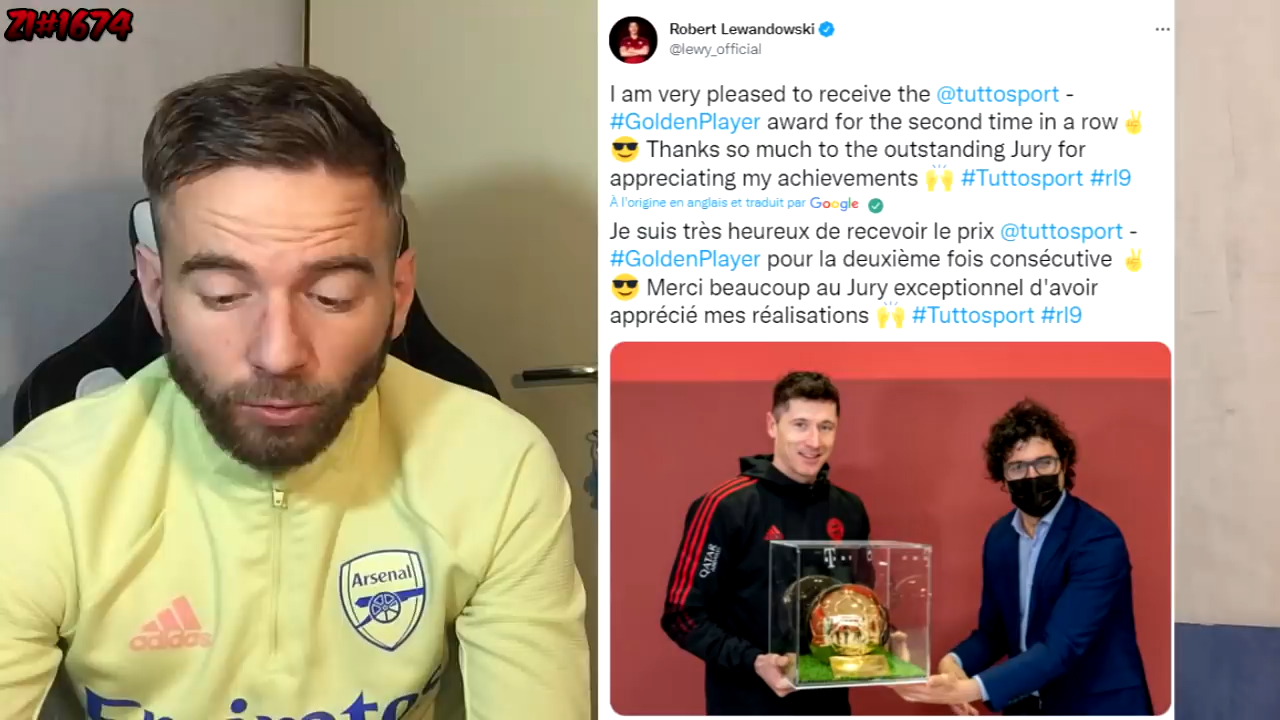 Z1#1674
Robert Lewandowski
@lewy_official
I am very pleased to receive the @tuttosport -
#GoldenPlayer award for the second time in a row✌️
😎 Thanks so much to the outstanding Jury for
appreciating my achievements 🙌 #Tuttosport #rl9
À l'origine en anglais et traduit par Google
Je suis très heureux de recevoir le prix @tuttosport -
#GoldenPlayer pour la deuxième fois consécutive ✌️
😎 Merci beaucoup au Jury exceptionnel d'avoir
apprécié mes réalisations 🙌 #Tuttosport #rl9
Arsenal
adidas
QATAR